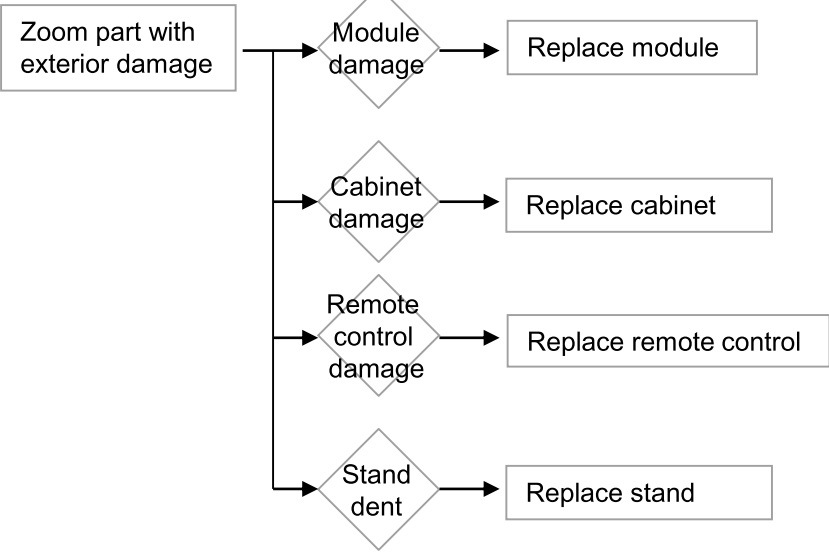 Zoom part with
exterior damage
Module
damage
Replace module
Cabinet
damage
Replace cabinet
Remote
control
damage
Replace remote control
Stand
dent
Replace stand